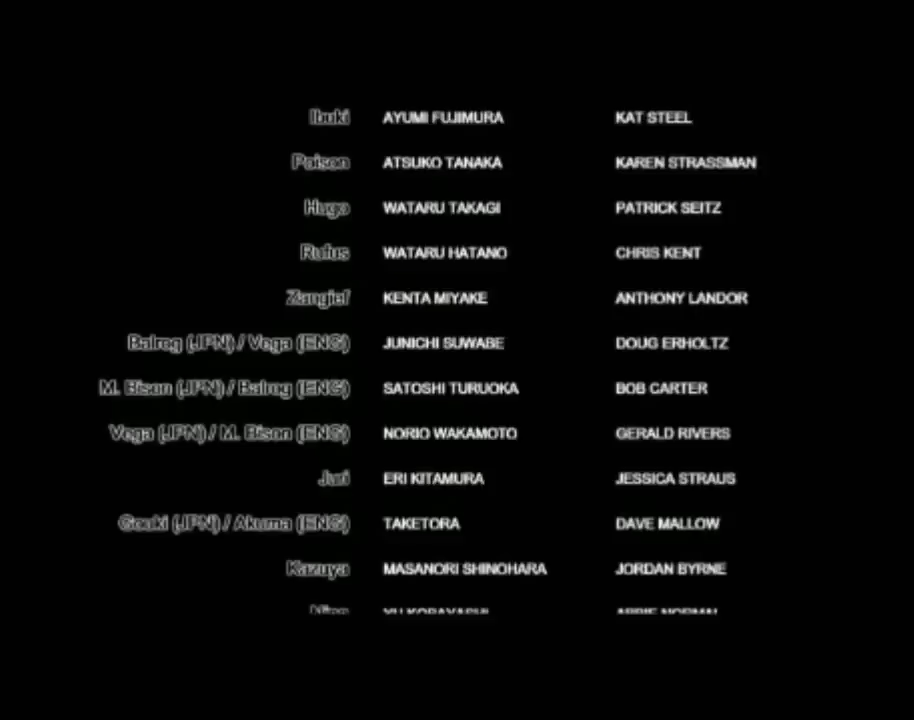 Ibuki AYUMI FUJIMURA KAT STEEL
Poison ATSUKO TANAKA KAREN STRASSMAN
Hugo WATARU TAKAGI PATRICK SEITZ
Rufus WATARU HATANO CHRIS KENT
Zangief KENTA MIYAKE ANTHONY LANDOR
Balrog (JPN) / Vega (ENG) JUNICHI SUWABE DOUG ERHOLTZ
M. Bison (JPN) / Balrog (ENG) SATOSHI TURUOKA BOB CARTER
Vega (JPN) / M. Bison (ENG) NORIO WAKAMOTO GERALD RIVERS
Juri ERI KITAMURA JESSICA STRAUS
Gouki (JPN) / Akuma (ENG) TAKETORA DAVE MALLOW
Kazuya MASANORI SHINOHARA JORDAN BYRNE